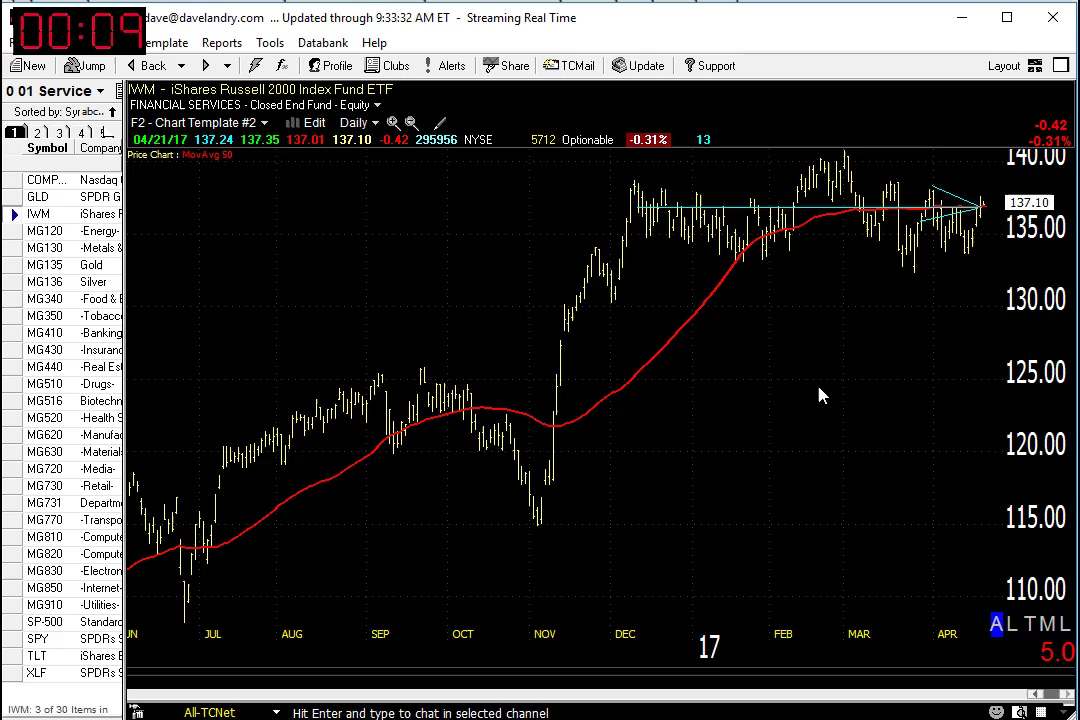 dave@davelandry.com ... Updated through 9:33:32 AM ET - Streaming Real Time
00:09
emplate Reports Tools Databank Help
New Jump Back Profile Clubs Alerts Share TCMail Update Support Layout
0 01 Service
IWM - iShares Russell 2000 Index Fund ETF
Sorted by: Syrabc..
FINANCIAL SERVICES - Closed End Fund - Equity
1 2 3 4
F2 - Chart Template #2 Edit Daily
-0.42
Symbol Company
04/21/17 137.24 137.35 137.01 137.10 -0.42 295956 NYSE 5712 Optionable -0.31% 13
-0.31%
Price Chart : MovAvg 50
140.00
137.10
135.00
130.00
125.00
120.00
115.00
110.00
COMP... Nasdaq
GLD SPDR G
IWM iShares F
MG120 -Energy-
MG130 -Metals &
MG135 Gold
MG136 Silver
MG340 -Food & B
MG350 -Tobacco
MG410 -Banking
MG430 -Insuranc
MG440 -Real Est
MG510 -Drugs-
MG516 Biotechn
MG520 -Health S
MG620 -Manufac
MG630 -Material
MG720 -Media-
MG730 -Retail-
MG731 Departm
MG770 -Transpo
MG810 -Compute
MG820 -Compute
MG830 -Electron
MG850 -Internet-
MG910 -Utilities-
SP-500 Standard
SPY SPDRs S
TLT iShares B
XLF SPDRs S
A L T M L
UN JUL AUG SEP OCT NOV DEC 17 FEB MAR APR
5.0
IWM: 3 of 30 Items in
All-TCNet Hit Enter and type to chat in selected channel